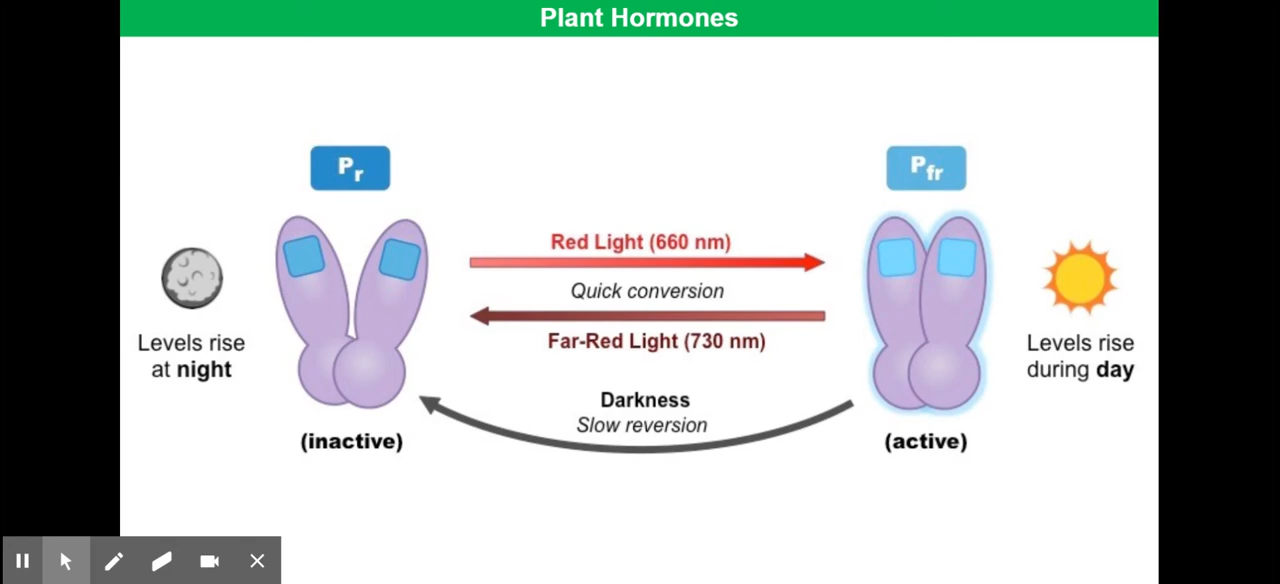 Plant Hormones
Pr
Pfr
Red Light (660 nm)
Quick conversion
Far-Red Light (730 nm)
Levels rise
at night
Levels rise
during day
Darkness
Slow reversion
(inactive)
(active)